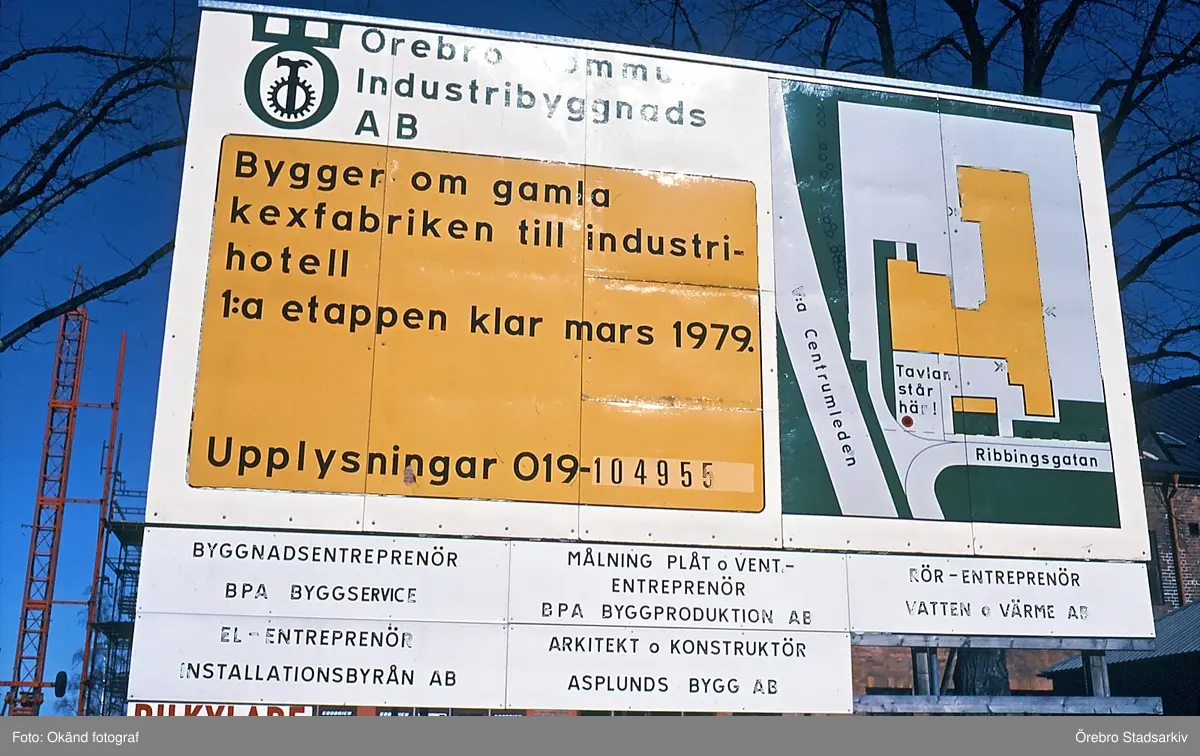 Örebro
Industribyggnads
AB
Bygger om gamla
kexfabriken till industri-
hotell
1:a etappen klar mars 1979.
Upplysningar 019-104955
V:a Centrumleden
Tavlan
står
här!
Ribbingsgatan
BYGGNADSENTREPRENÖR
BPA BYGGSERVICE
MÅLNING PLÅT o VENT.-
ENTREPRENÖR
BPA BYGGPRODUKTION AB
RÖR-ENTREPRENÖR
VATTEN o VÄRME AB
EL-ENTREPRENÖR
INSTALLATIONSBYRÅN AB
ARKITEKT o KONSTRUKTÖR
ASPLUNDS BYGG AB
BILKYLARE
Foto: Okänd fotograf
Örebro Stadsarkiv